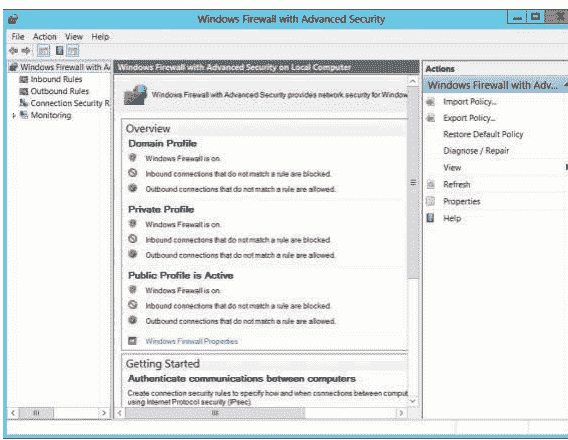 Windows Firewall with Advanced Security
File Action View Help
Windows Firewall with A
Inbound Rules
Outbound Rules
Connection Security R
Monitoring
Windows Firewall with Advanced Security on Local Computer
Windows Firewall with Advanced Security provides network security for Window
Overview
Domain Profile
Windows Firewall is on.
Inbound connections that do not match a rule are blocked.
Outbound connections that do not match a rule are allowed.
Private Profile
Windows Firewall is on.
Inbound connections that do not match a rule are blocked.
Outbound connections that do not match a rule are allowed.
Public Profile is Active
Windows Firewall is on.
Inbound connections that do not match a rule are blocked.
Outbound connections that do not match a rule are allowed.
Windows Firewall Properties
Getting Started
Authenticate communications between computers
Create connection security rules to specify how and when connections between comput
using Internet Protocol security (IPsec).
Actions
Windows Firewall with Adv...
Import Policy...
Export Policy...
Restore Default Policy
Diagnose / Repair
View
Refresh
Properties
Help